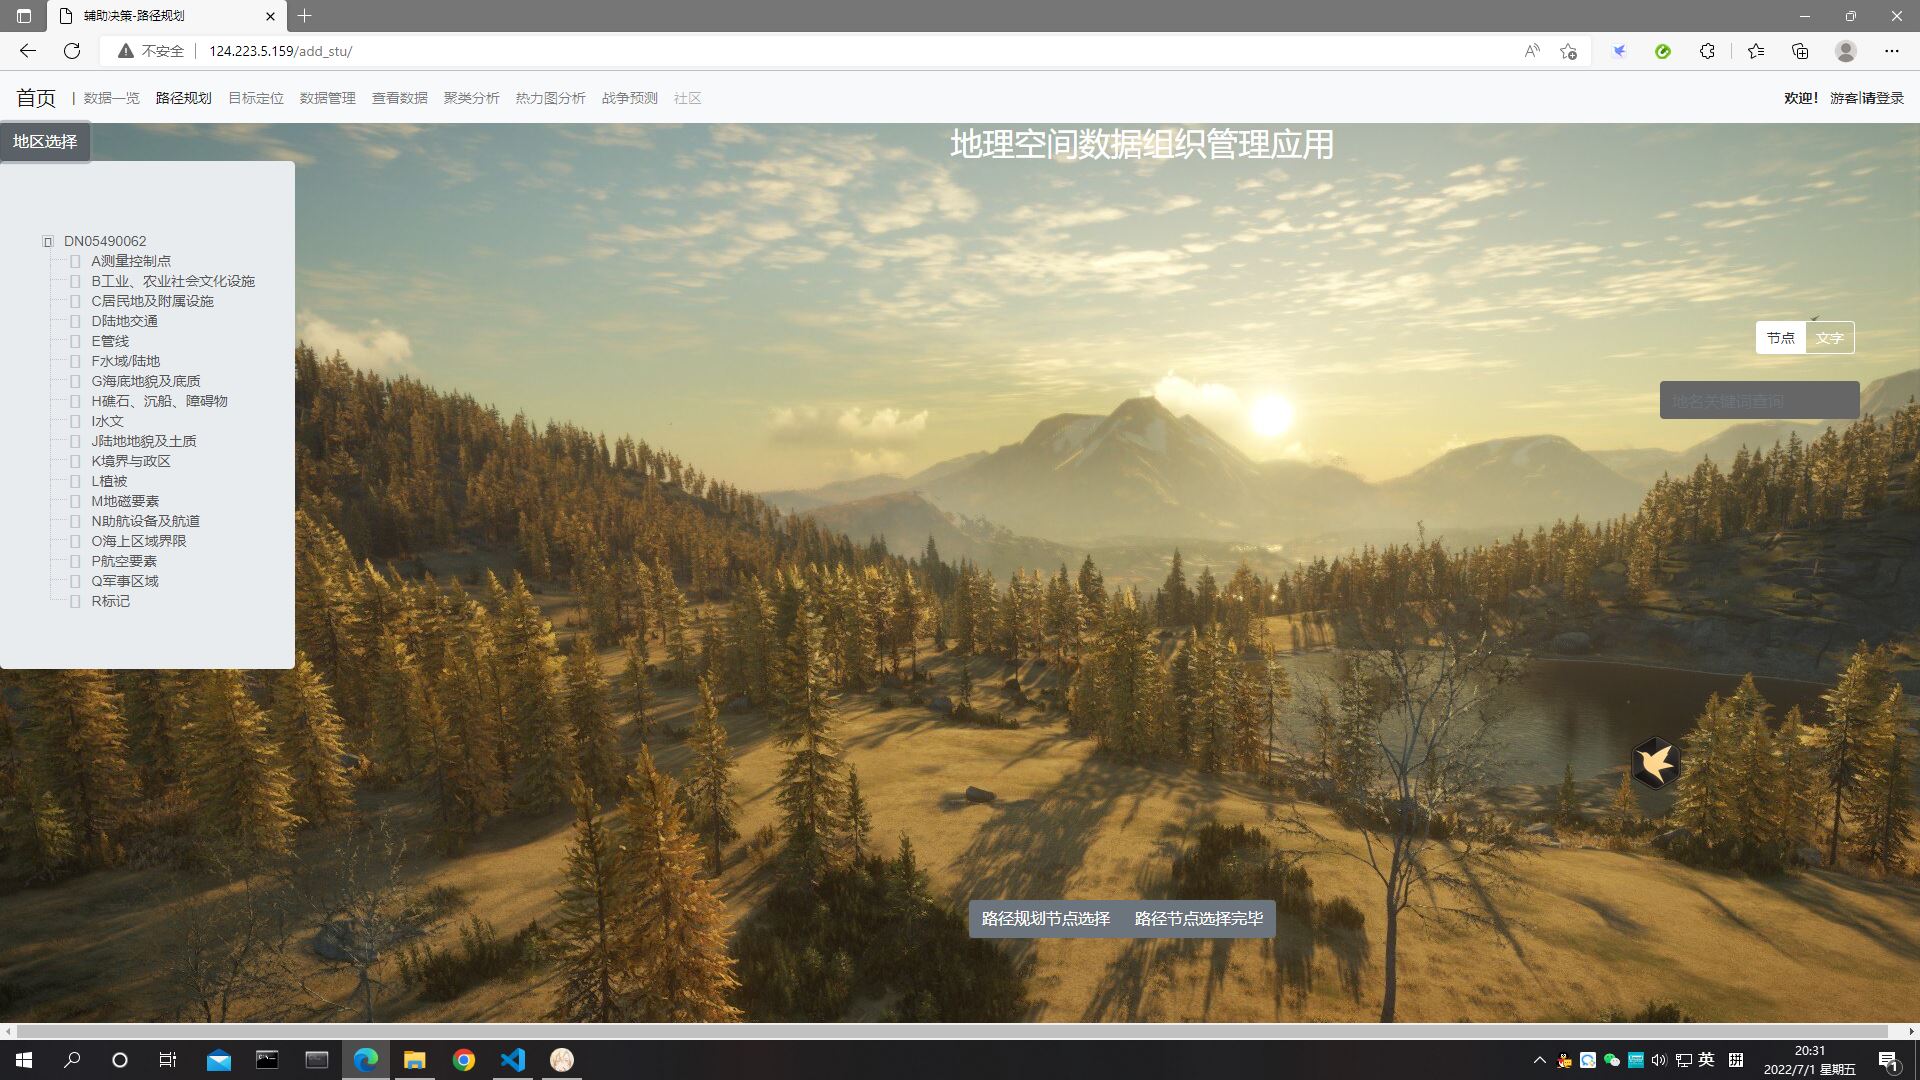 辅助决策-路径规划
不安全 124.223.5.159/add_stu/
首页 | 数据一览 路径规划 目标定位 数据管理 查看数据 聚类分析 热力图分析 战争预测 社区 欢迎！ 游客|请登录
地区选择
地理空间数据组织管理应用
DN05490062
A测量控制点
B工业、农业社会文化设施
C居民地及附属设施
D陆地交通
E管线
F水域/陆地
G海底地貌及底质
H礁石、沉船、障碍物
I水文
J陆地地貌及土质
K境界与政区
L植被
M地磁要素
N助航设备及航道
O海上区域界限
P航空要素
Q军事区域
R标记
节点 文字
地名关键词查询
路径规划节点选择 路径节点选择完毕
英 拼
20:31
2022/7/1 星期五
1